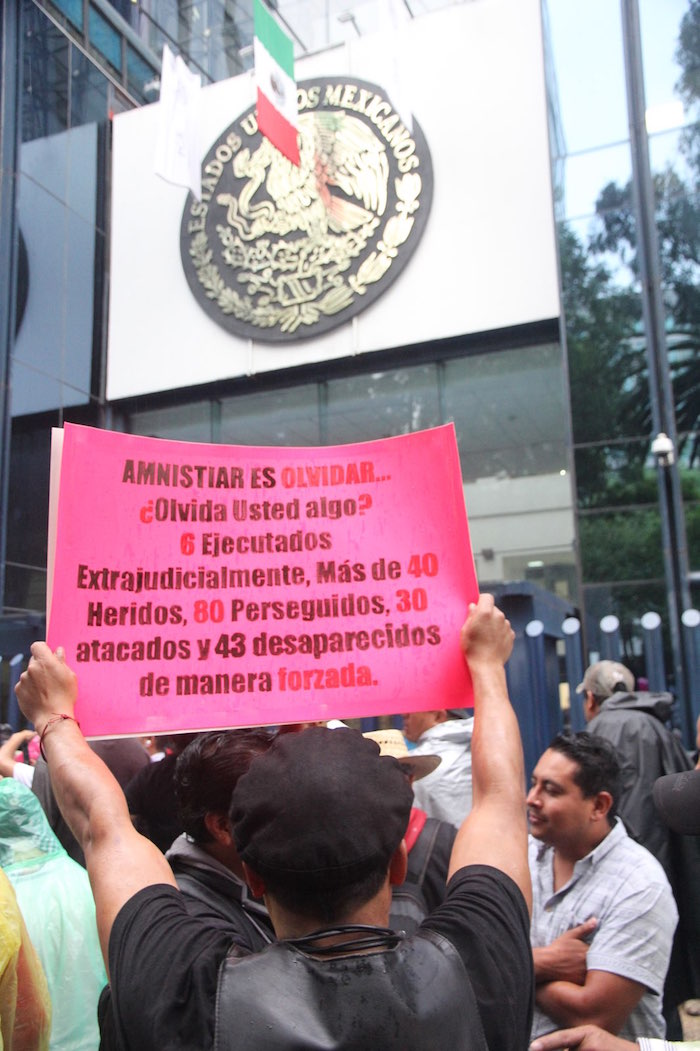 ESTADOS UNIDOS MEXICANOS
AMNISTIAR ES OLVIDAR...
¿Olvida Usted algo?
6 Ejecutados
Extrajudicialmente, Más de 40
Heridos, 80 Perseguidos, 30
atacados y 43 desaparecidos
de manera forzada.